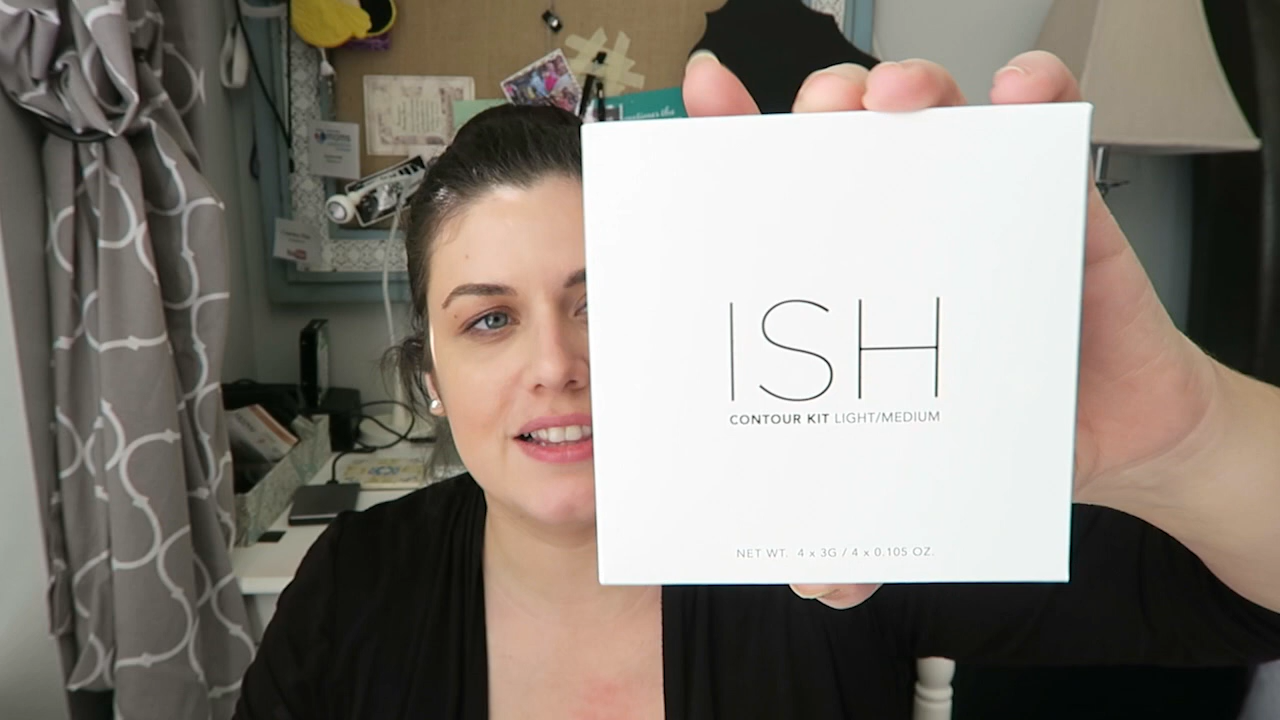 ISH
CONTOUR KIT LIGHT/MEDIUM
NET WT. 4 x 3G / 4 x 0.105 OZ.